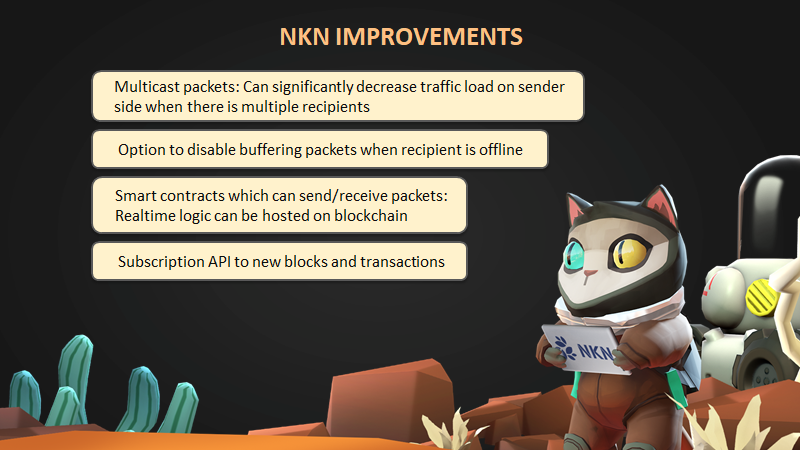 NKN IMPROVEMENTS
Multicast packets: Can significantly decrease traffic load on sender
side when there is multiple recipients
Option to disable buffering packets when recipient is offline
Smart contracts which can send/receive packets:
Realtime logic can be hosted on blockchain
Subscription API to new blocks and transactions
NKN